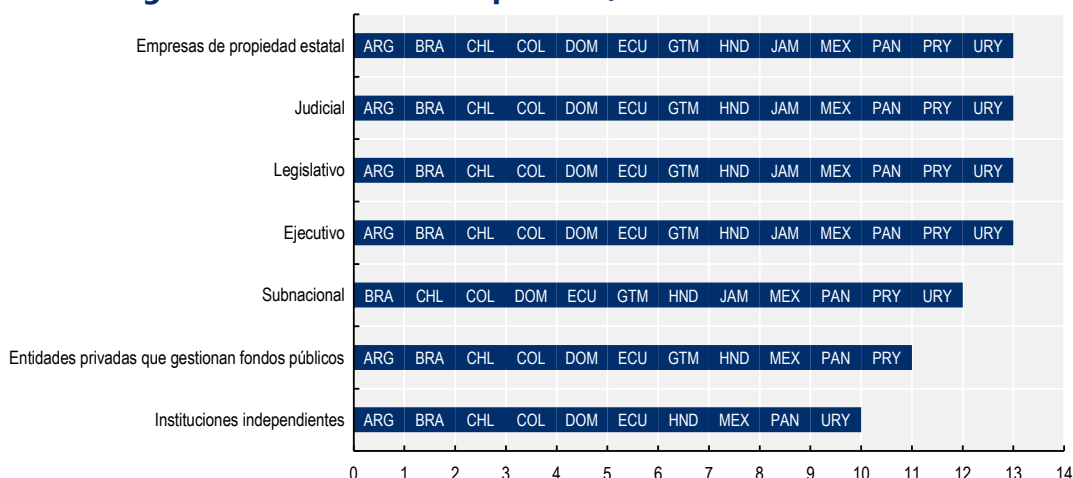 Empresas de propiedad estatal ARG BRA CHL COL DOM ECU GTM HND JAM MEX PAN PRY URY
Judicial ARG BRA CHL COL DOM ECU GTM HND JAM MEX PAN PRY URY
Legislativo ARG BRA CHL COL DOM ECU GTM HND JAM MEX PAN PRY URY
Ejecutivo ARG BRA CHL COL DOM ECU GTM HND JAM MEX PAN PRY URY
Subnacional BRA CHL COL DOM ECU GTM HND JAM MEX PAN PRY URY
Entidades privadas que gestionan fondos públicos ARG BRA CHL COL DOM ECU GTM HND MEX PAN PRY
Instituciones independientes ARG BRA CHL COL DOM ECU HND MEX PAN URY
0 1 2 3 4 5 6 7 8 9 10 11 12 13 14